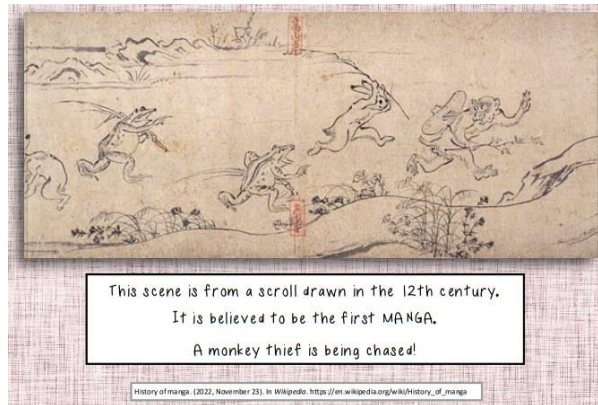 This scene is from a scroll drawn in the 12th century.
It is believed to be the first MANGA.
A monkey thief is being chased!
History of manga. (2022, November 23). In Wikipedia. https://en.wikipedia.org/wiki/History_of_manga